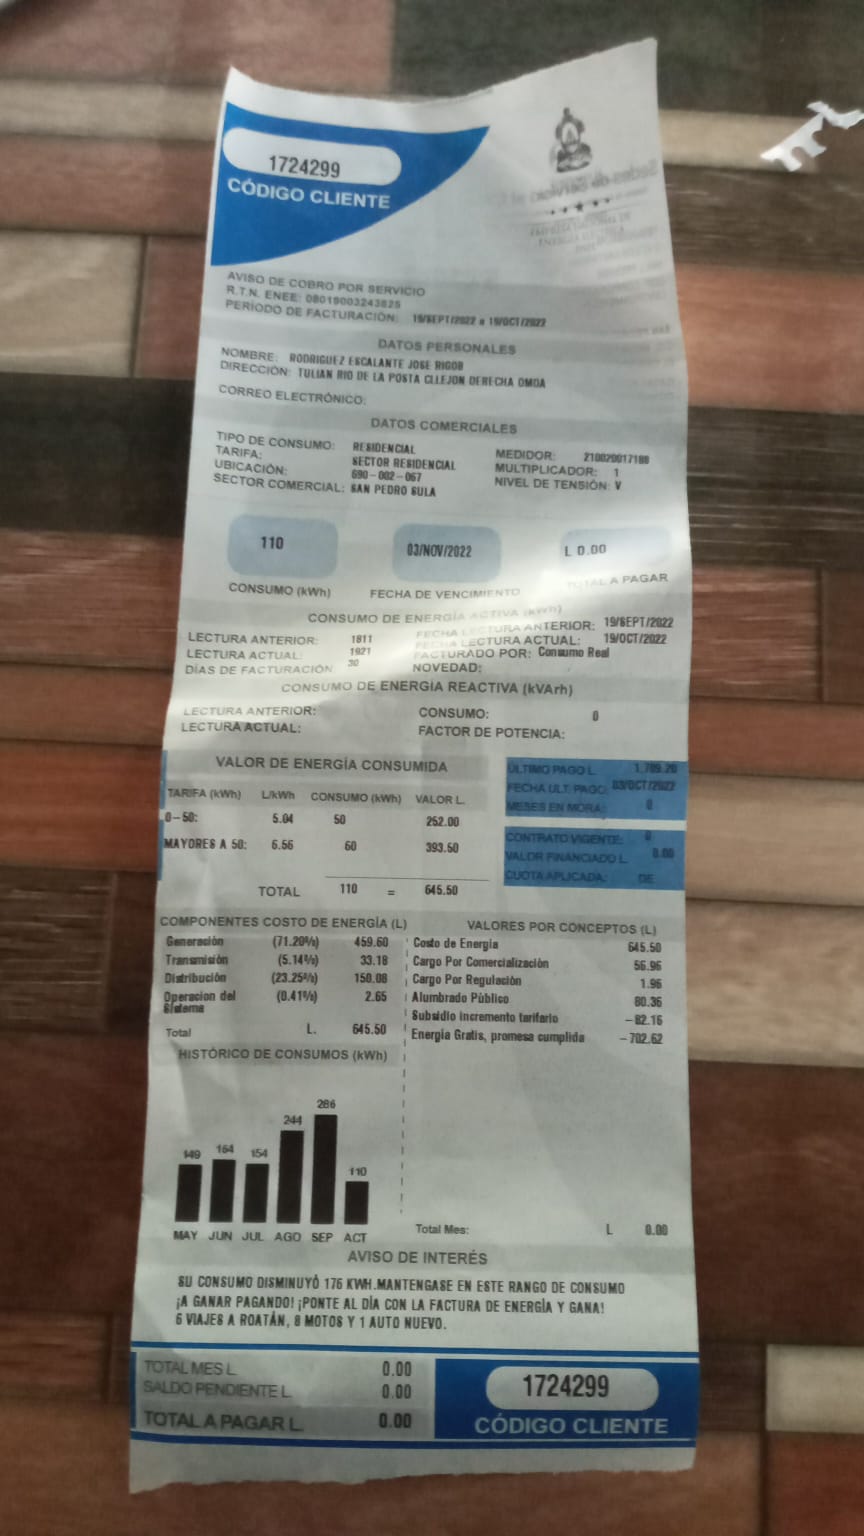 1724299
CÓDIGO CLIENTE
AVISO DE COBRO POR SERVICIO
R.T.N. ENEE: 08019003243825
PERÍODO DE FACTURACIÓN: 19/SEPT/2022 a 19/OCT/2022
DATOS PERSONALES
NOMBRE: RODRIGUEZ ESCALANTE JOSE RIGOB
DIRECCIÓN: TULIAN RIO DE LA POSTA CLLEJON DERECHA OMOA
CORREO ELECTRÓNICO:
DATOS COMERCIALES
TIPO DE CONSUMO: RESIDENCIAL
TARIFA: SECTOR RESIDENCIAL MEDIDOR: 210020017188
UBICACIÓN: 690-002-067 MULTIPLICADOR: 1
SECTOR COMERCIAL: SAN PEDRO SULA NIVEL DE TENSIÓN: V
110 03/NOV/2022 L 0.00
CONSUMO (kWh) FECHA DE VENCIMIENTO TOTAL A PAGAR
CONSUMO DE ENERGÍA ACTIVA (kWh)
LECTURA ANTERIOR: 1811 FECHA LECTURA ANTERIOR: 19/SEPT/2022
LECTURA ACTUAL: 1921 FECHA LECTURA ACTUAL: 19/OCT/2022
DÍAS DE FACTURACIÓN 30 FACTURADO POR: Consumo Real
NOVEDAD:
CONSUMO DE ENERGÍA REACTIVA (kVArh)
LECTURA ANTERIOR: CONSUMO: 0
LECTURA ACTUAL: FACTOR DE POTENCIA:
VALOR DE ENERGÍA CONSUMIDA
TARIFA (kWh) L/kWh CONSUMO (kWh) VALOR L.
0-50: 5.04 50 252.00
MAYORES A 50: 6.56 60 393.50
TOTAL 110 = 645.50
ÚLTIMO PAGO L. 1,789.20
FECHA ULT. PAGO: 03/OCT/2022
MESES EN MORA: 0
CONTRATO VIGENTE: 0
VALOR FINANCIADO L. 0.00
CUOTA APLICADA: DE
COMPONENTES COSTO DE ENERGÍA (L)
Generación (71.20%) 459.60
Transmisión (5.14%) 33.18
Distribución (23.25%) 150.08
Operacion del Sistema (0.41%) 2.65
Total L. 645.50
VALORES POR CONCEPTOS (L)
Costo de Energia 645.50
Cargo Por Comercialización 56.96
Cargo Por Regulación 1.96
Alumbrado Público 80.36
Subsidio incremento tarifario -82.16
Energia Gratis, promesa cumplida -702.62
HISTÓRICO DE CONSUMOS (kWh)
149 164 154 244 286 110
MAY JUN JUL AGO SEP ACT
Total Mes: L 0.00
AVISO DE INTERÉS
SU CONSUMO DISMINUYÓ 176 KWH.MANTENGASE EN ESTE RANGO DE CONSUMO
¡A GANAR PAGANDO! ¡PONTE AL DÍA CON LA FACTURA DE ENERGÍA Y GANA!
6 VIAJES A ROATÁN, 8 MOTOS Y 1 AUTO NUEVO.
TOTAL MES L. 0.00
SALDO PENDIENTE L. 0.00
TOTAL A PAGAR L. 0.00
1724299
CÓDIGO CLIENTE